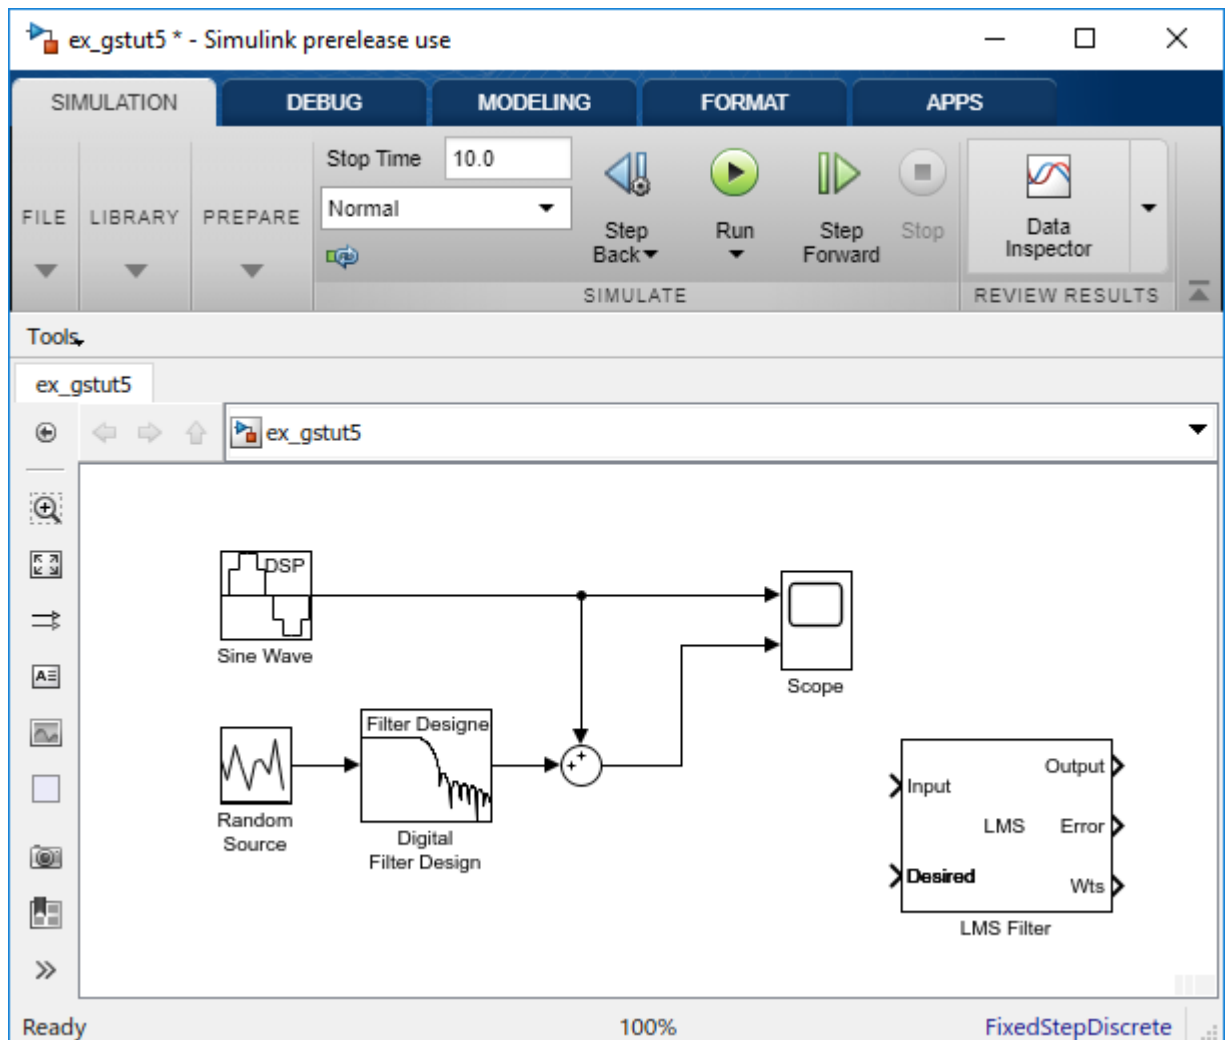 ex_gstut5 * - Simulink prerelease use
SIMULATION DEBUG MODELING FORMAT APPS
FILE
LIBRARY
PREPARE
Stop Time 10.0
Normal
Step
Back
Run
Step
Forward
Stop
SIMULATE
Data
Inspector
REVIEW RESULTS
Tools
ex_gstut5
ex_gstut5
DSP
Sine Wave
Scope
Random
Source
Filter Designe
Digital
Filter Design
Input
Desired
LMS
Output
Error
Wts
LMS Filter
Ready 100% FixedStepDiscrete